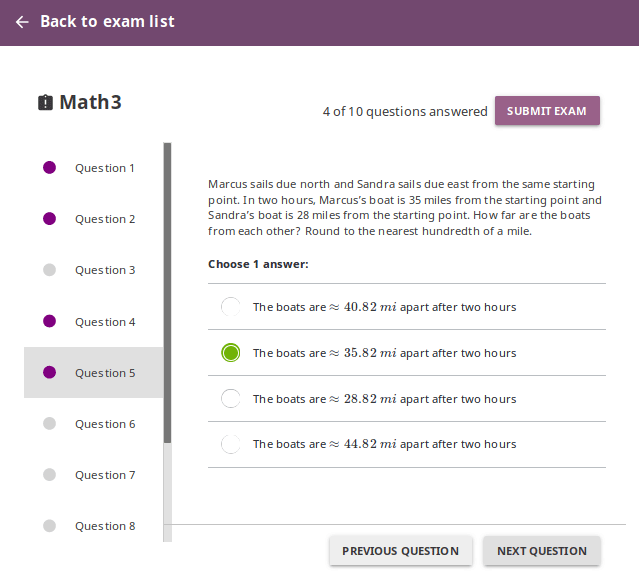 Back to exam list
Math3
4 of 10 questions answered
SUBMIT EXAM
Question 1
Question 2
Question 3
Question 4
Question 5
Question 6
Question 7
Question 8
Marcus sails due north and Sandra sails due east from the same starting
point. In two hours, Marcus's boat is 35 miles from the starting point and
Sandra's boat is 28 miles from the starting point. How far are the boats
from each other? Round to the nearest hundredth of a mile.
Choose 1 answer:
The boats are ≈ 40.82 mi apart after two hours
The boats are ≈ 35.82 mi apart after two hours
The boats are ≈ 28.82 mi apart after two hours
The boats are ≈ 44.82 mi apart after two hours
PREVIOUS QUESTION
NEXT QUESTION